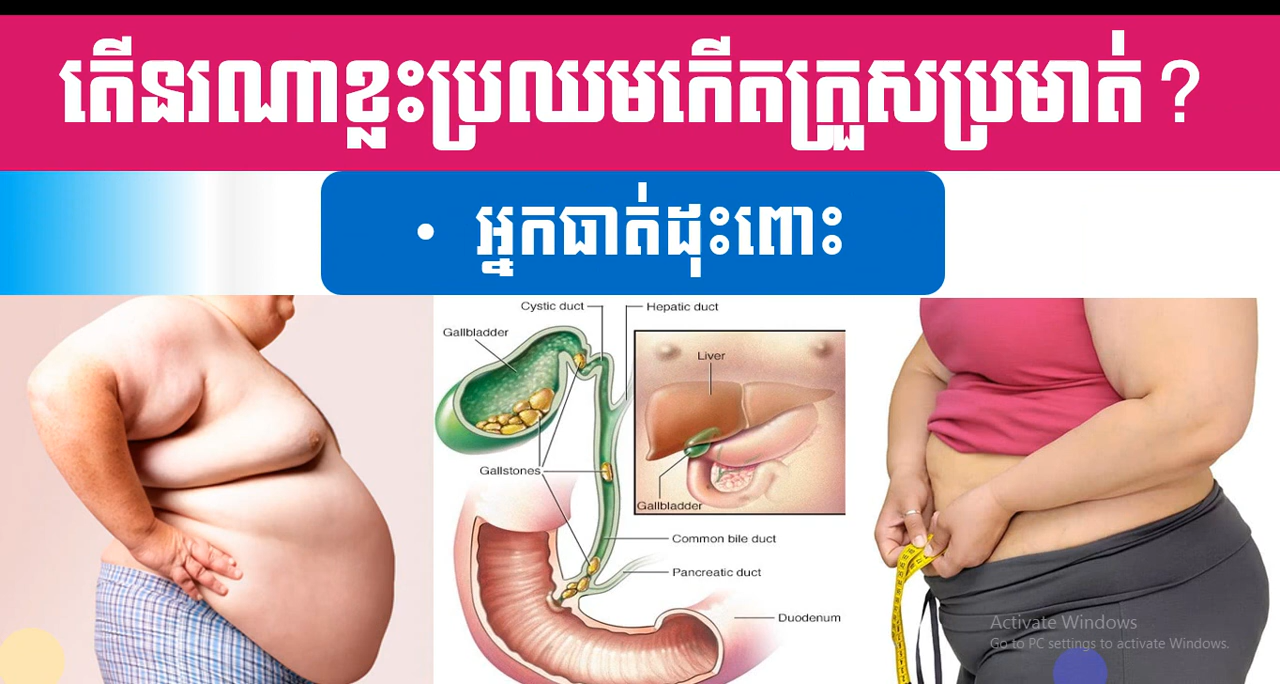 តើនរណាខ្លះប្រឈមកើតក្រួសប្រមាត់?
• អ្នកធាត់ដុះពោះ
Cystic duct
Hepatic duct
Gallbladder
Liver
Gallstones
Gallbladder
Common bile duct
Pancreatic duct
Duodenum
Activate Windows
Go to PC settings to activate Windows.